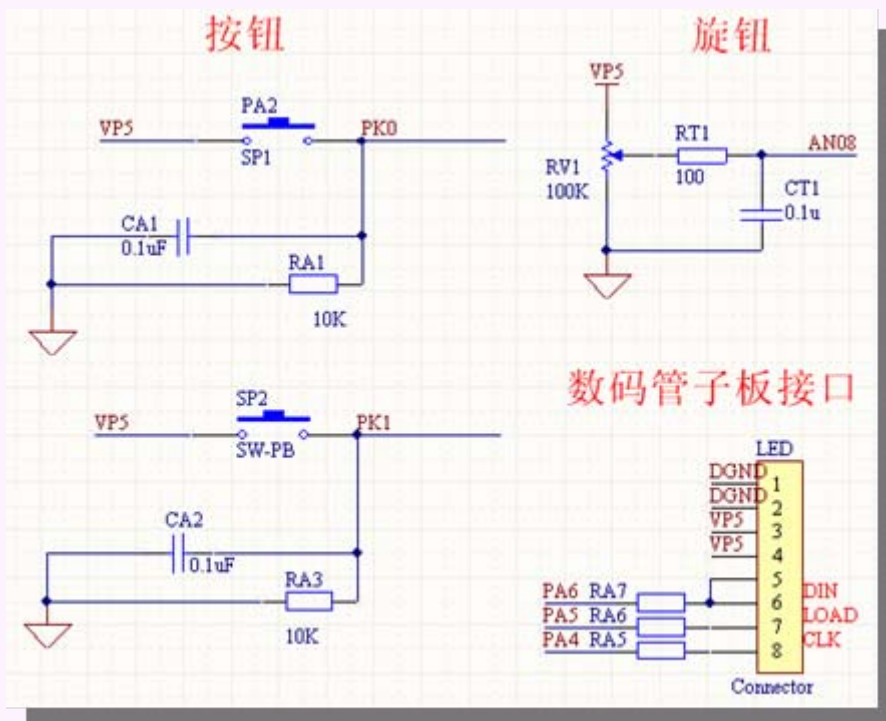 按钮
PA2
VP5
PK0
SP1
CA1
0.1uF
RA1
10K
旋钮
VP5
RT1
AN08
RV1
100K
100
CT1
0.1u
SP2
VP5
PK1
SW-PB
CA2
0.1uF
RA3
10K
数码管子板接口
LED
DGND 1
DGND 2
VP5 3
VP5 4
5
PA6 RA7 6 DIN
PA5 RA6 7 LOAD
PA4 RA5 8 CLK
Connector